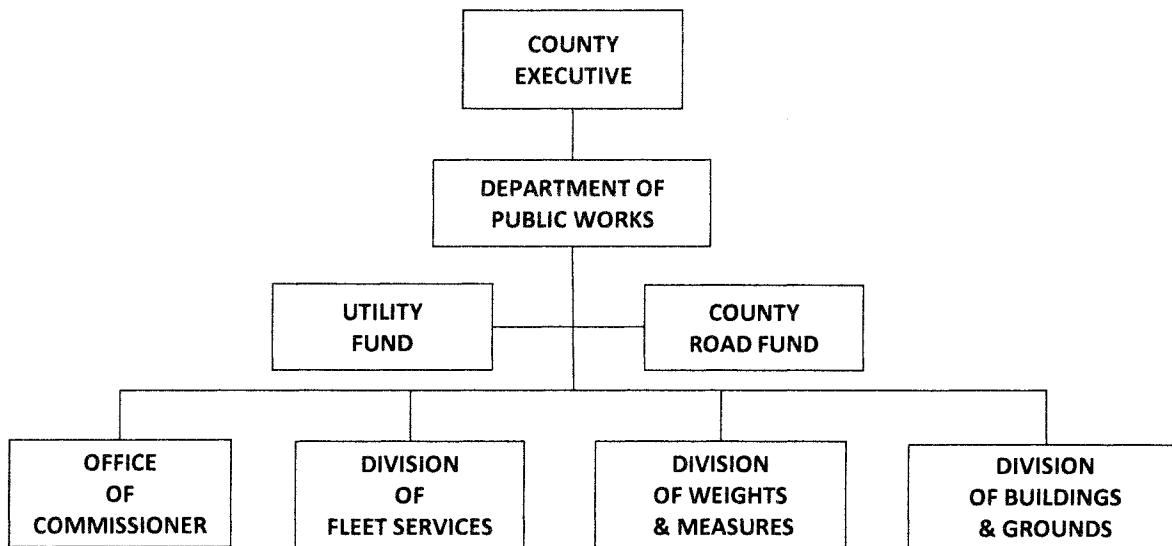 COUNTY
EXECUTIVE
DEPARTMENT OF
PUBLIC WORKS
UTILITY
FUND
COUNTY
ROAD FUND
OFFICE
OF
COMMISSIONER
DIVISION
OF
FLEET SERVICES
DIVISION
OF WEIGHTS
& MEASURES
DIVISION
OF BUILDINGS
& GROUNDS